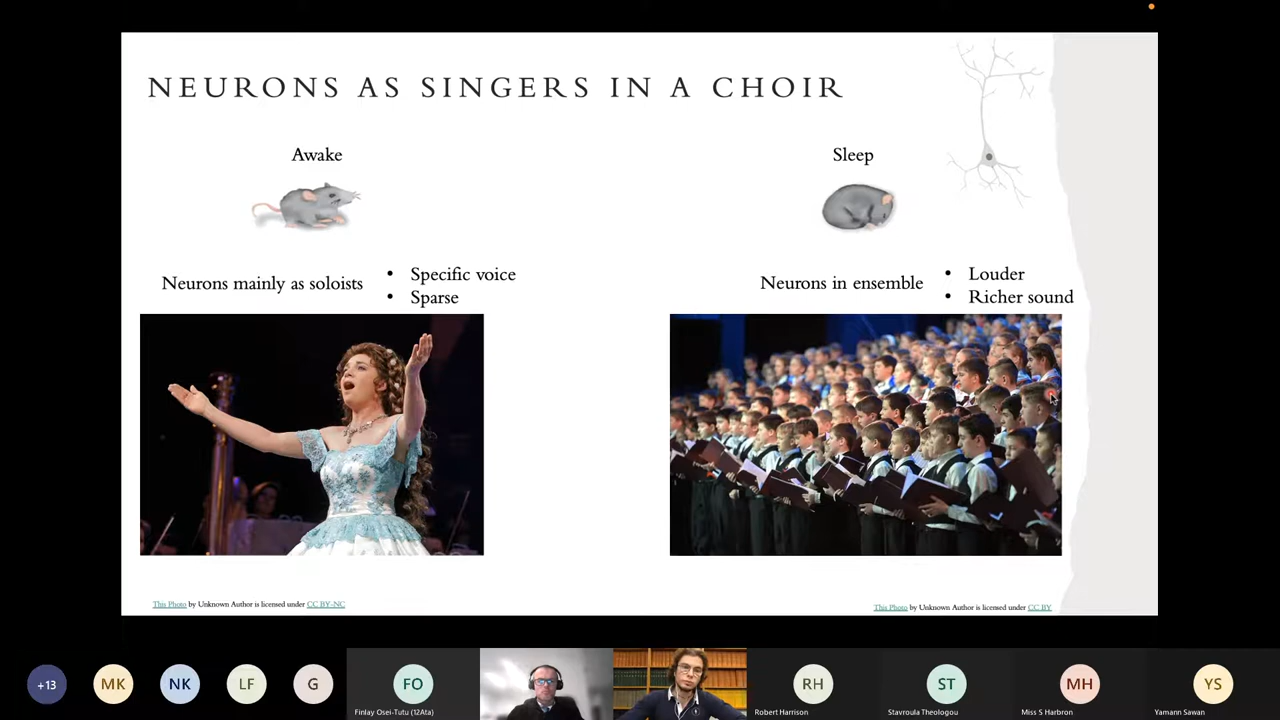 NEURONS AS SINGERS IN A CHOIR
Awake
Sleep
Neurons mainly as soloists
• Specific voice
• Sparse
Neurons in ensemble
• Louder
• Richer sound
This Photo by Unknown Author is licensed under CC BY-NC
This Photo by Unknown Author is licensed under CC BY
+13
MK
NK
LF
G
FO
RH
ST
MH
YS
Finlay Osei-Tutu (12Ata)
Robert Harrison
Stavroula Theologou
Miss S Harbron
Yamann Sawan